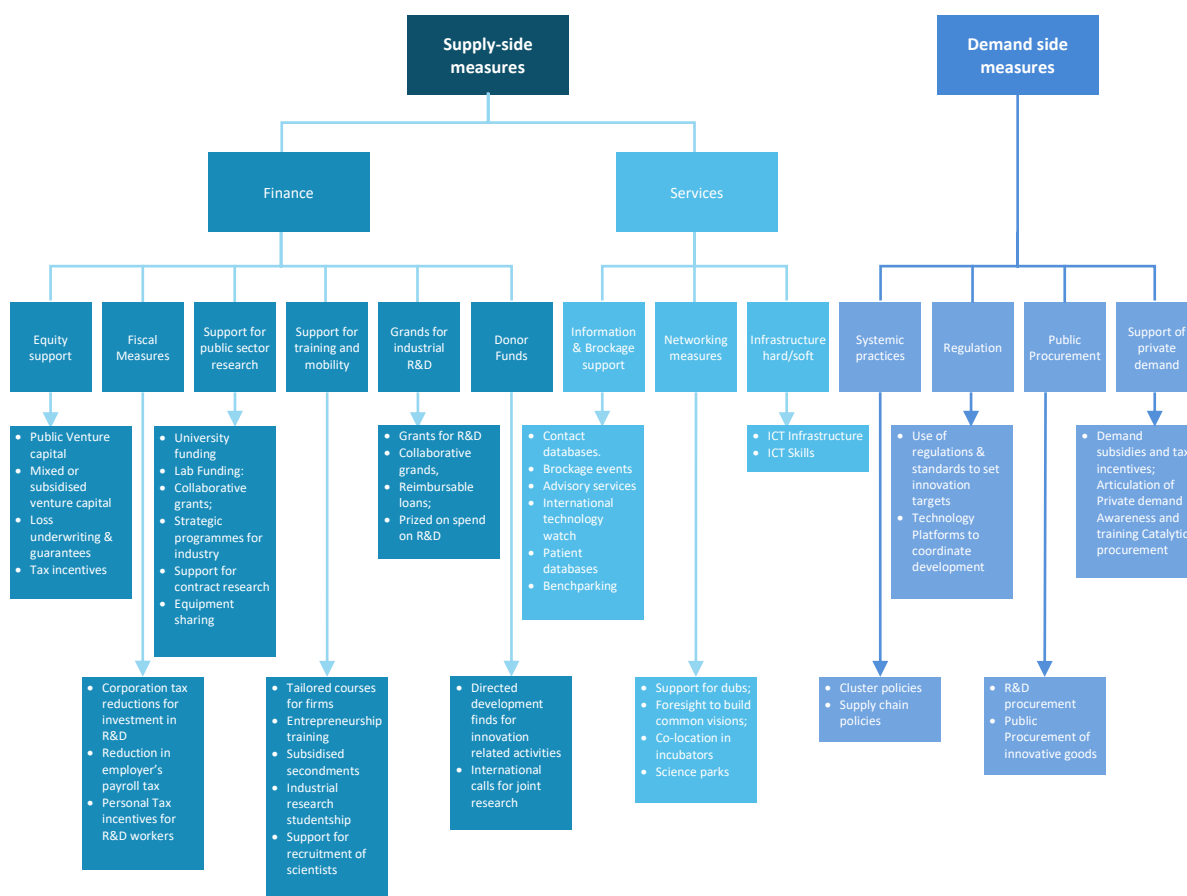 Supply-side
measures
Demand side
measures
Finance
Services
Equity
support
Fiscal
Measures
Support for
public sector
research
Support for
training and
mobility
Grands for
industrial
R&D
Donor
Funds
Information
& Brockage
support
Networking
measures
Infrastructure
hard/soft
Systemic
practices
Regulation
Public
Procurement
Support of
private
demand
• Public Venture
capital
• Mixed or
subsidised
venture capital
• Loss
underwriting &
guarantees
• Tax incentives
• University
funding
• Lab Funding:
• Collaborative
grants;
• Strategic
programmes for
industry
• Support for
contract research
• Equipment
sharing
• Grants for R&D
• Collaborative
grands,
• Reimbursable
loans;
• Prized on spend
on R&D
• Contact
databases.
• Brockage events
• Advisory services
• International
technology
watch
• Patient
databases
• Benchparking
• ICT Infrastructure
• ICT Skills
• Use of
regulations &
standards to set
innovation
targets
• Technology
Platforms to
coordinate
development
• Demand
subsidies and tax
incentives;
Articulation of
Private demand
• Awareness and
training Catalytic
procurement
• Corporation tax
reductions for
investment in
R&D
• Reduction in
employer's
payroll tax
• Personal Tax
incentives for
R&D workers
• Tailored courses
for firms
• Entrepreneurship
training
• Subsidised
secondments
• Industrial
research
studentship
• Support for
recruitment of
scientists
• Directed
development
finds for
innovation
related activities
• International
calls for joint
research
• Support for dubs;
• Foresight to build
common visions;
• Co-location in
incubators
• Science parks
• Cluster policies
• Supply chain
policies
• R&D
procurement
• Public
Procurement of
innovative goods